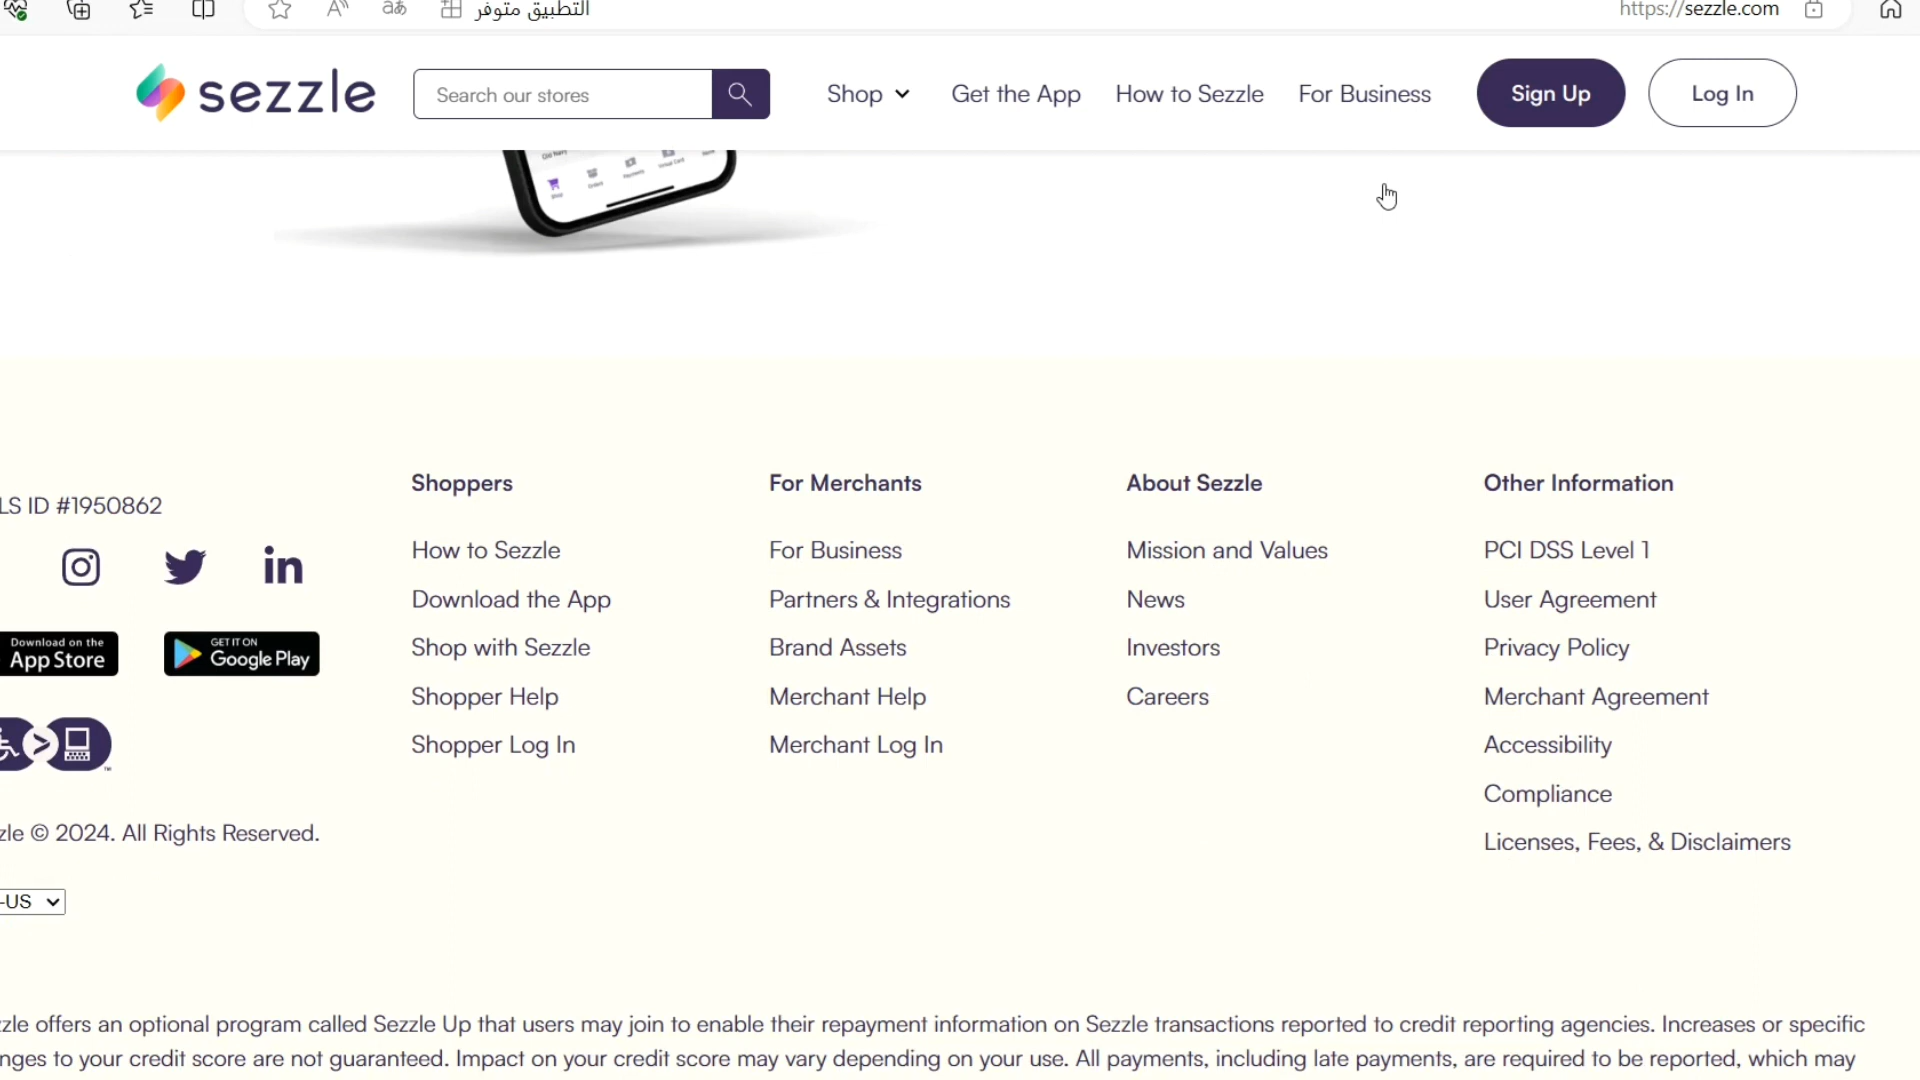 التطبيق متوفر
https://sezzle.com
sezzle
Search our stores
Shop
Get the App
How to Sezzle
For Business
Sign Up
Log In
LS ID #1950862
Download on the
App Store
GET IT ON
Google Play
zle © 2024. All Rights Reserved.
-US
Shoppers
How to Sezzle
Download the App
Shop with Sezzle
Shopper Help
Shopper Log In
For Merchants
For Business
Partners & Integrations
Brand Assets
Merchant Help
Merchant Log In
About Sezzle
Mission and Values
News
Investors
Careers
Other Information
PCI DSS Level 1
User Agreement
Privacy Policy
Merchant Agreement
Accessibility
Compliance
Licenses, Fees, & Disclaimers
zle offers an optional program called Sezzle Up that users may join to enable their repayment information on Sezzle transactions reported to credit reporting agencies. Increases or specific
nges to your credit score are not guaranteed. Impact on your credit score may vary depending on your use. All payments, including late payments, are required to be reported, which may